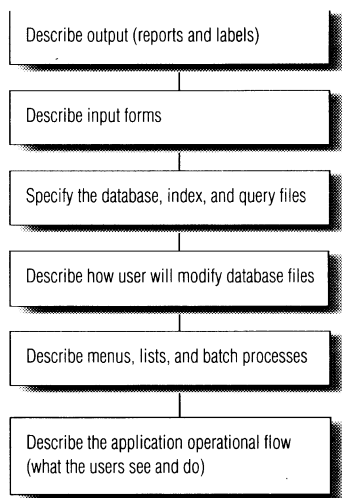 Describe output (reports and labels)
Describe input forms
Specify the database, index, and query files
Describe how user will modify database files
Describe menus, lists, and batch processes
Describe the application operational flow
(what the users see and do)